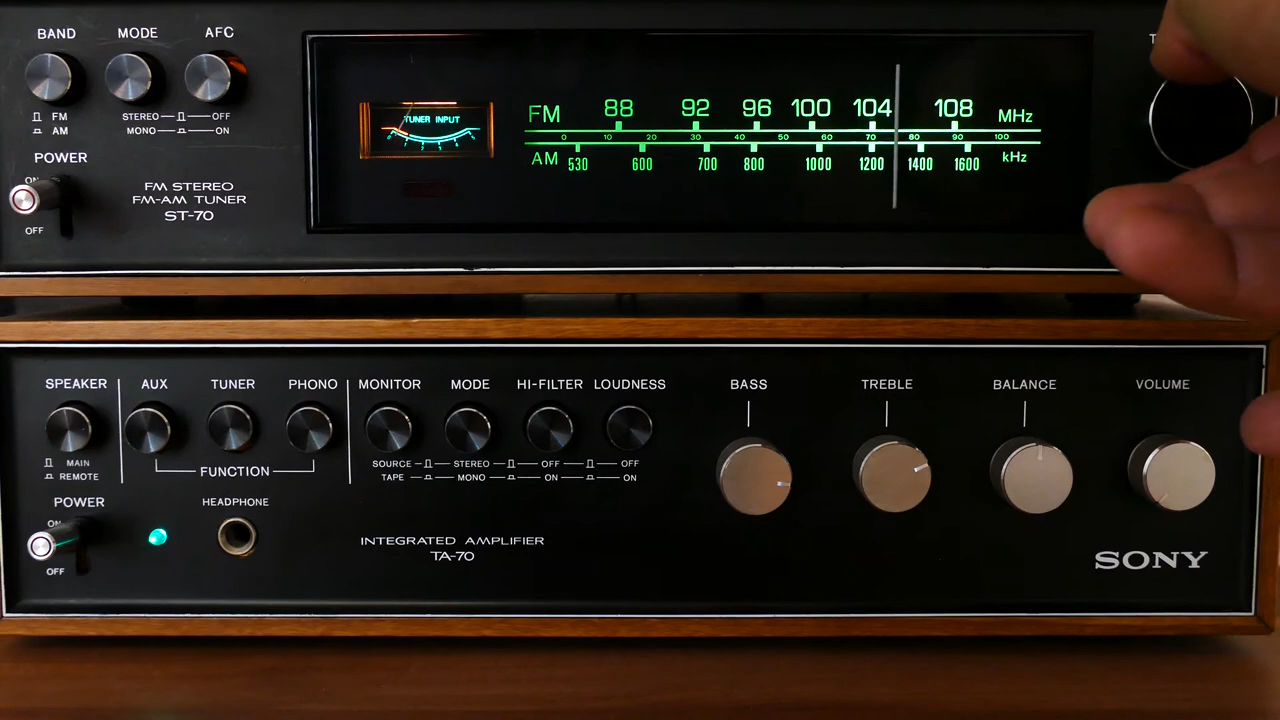 BAND MODE AFC
FM STEREO OFF
AM MONO ON
POWER
ON
OFF
FM STEREO
FM-AM TUNER
ST-70
TUNER INPUT
FM 88 92 96 100 104 108 MHz
0 10 20 30 40 50 60 70 80 90 100
AM 530 600 700 800 1000 1200 1400 1600 kHz
SPEAKER AUX TUNER PHONO MONITOR MODE HI-FILTER LOUDNESS BASS TREBLE BALANCE VOLUME
MAIN
REMOTE
FUNCTION
SOURCE STEREO OFF OFF
TAPE MONO ON ON
POWER
ON
OFF
HEADPHONE
INTEGRATED AMPLIFIER
TA-70
SONY